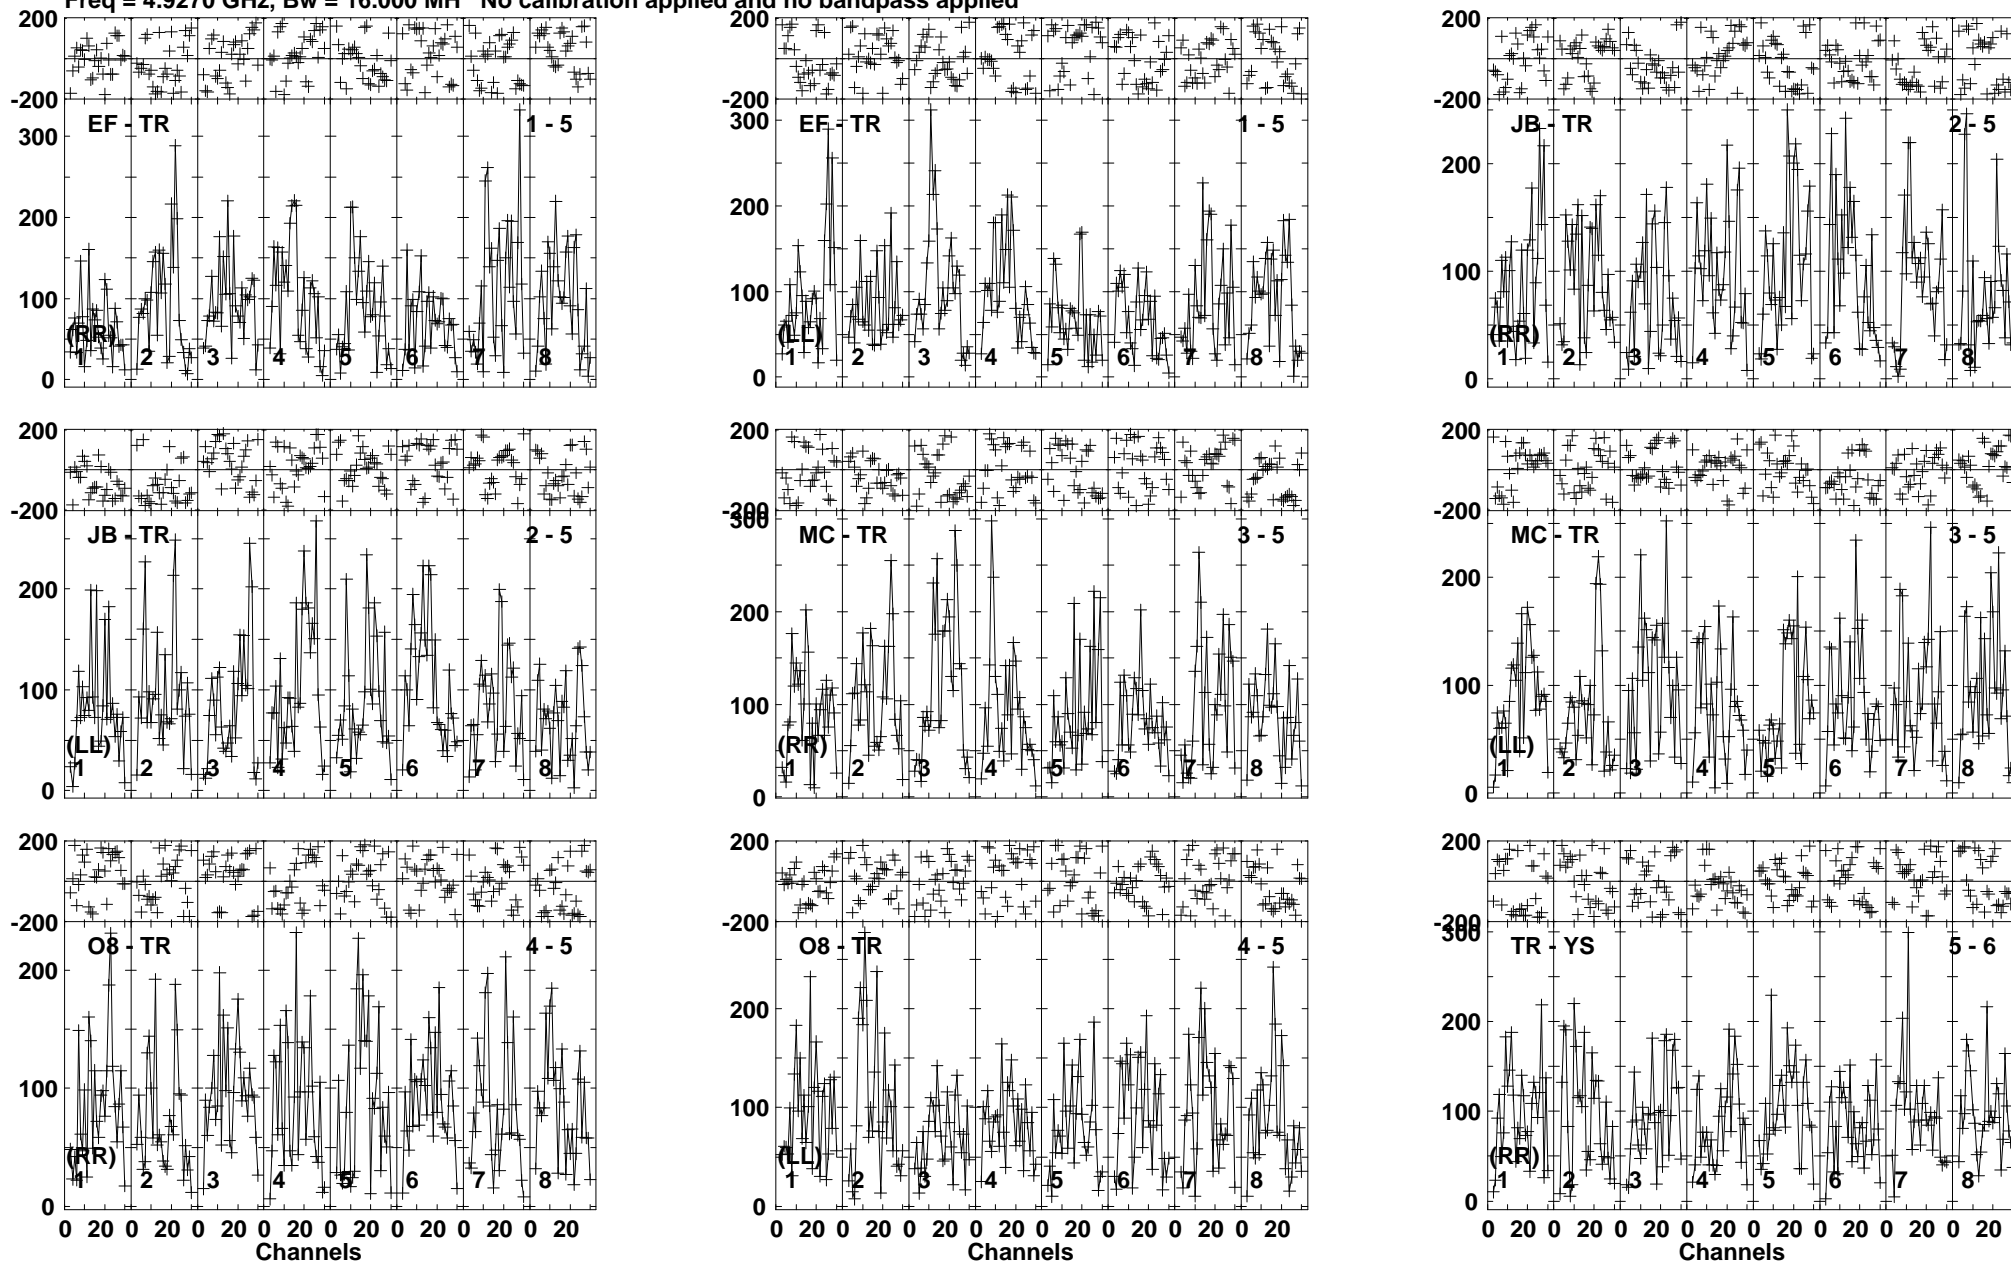 Freq = 4.9270 GHz, Bw = 16.000 MH No calibration applied and no bandpass applied
200 200 200
-200 -200 -200
EF - TR 1 - 5 EF - TR 1 - 5 JB - TR 2 - 5
300 300
200 200 200
100 100 100
(RR) (LL) (RR)
1 2 3 4 5 6 7 8 1 2 3 4 5 6 7 8 1 2 3 4 5 6 7 8
0 0 0
200 200 200
-200 -200 -200
300
JB - TR 2 - 5 MC - TR 3 - 5 MC - TR 3 - 5
200 200 200
100 100 100
(LL) (RR) (LL)
1 2 3 4 5 6 7 8 1 2 3 4 5 6 7 8 1 2 3 4 5 6 7 8
0 0 0
200 200 200
-200 -200 -200
300
O8 - TR 4 - 5 O8 - TR 4 - 5 TR - YS 5 - 6
200 200 200
100 100 100
(RR) (LL) (RR)
1 2 3 4 5 6 7 8 1 2 3 4 5 6 7 8 1 2 3 4 5 6 7 8
0 0 0
0 20 0 20 0 20 0 20 0 20 0 20 0 20 0 20 0 20 0 20 0 20 0 20 0 20 0 20 0 20 0 20 0 20 0 20 0 20 0 20 0 20 0 20 0 20 0 20
Channels Channels Channels